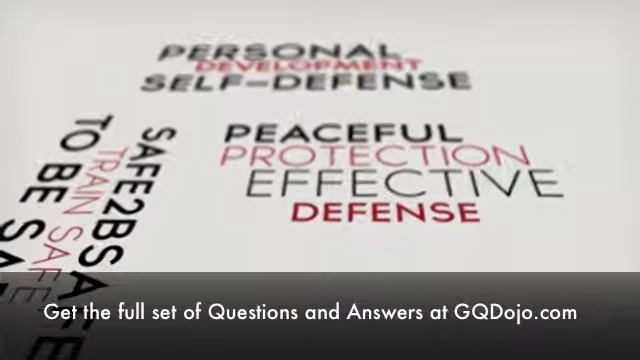 PERSONAL
DEVELOPMENT
SELF-DEFENSE
PEACEFUL
PROTECTION
EFFECTIVE
DEFENSE
SAFE2BSAFE
TRAIN SAFE
TO BE SA
Get the full set of Questions and Answers at GQDojo.com